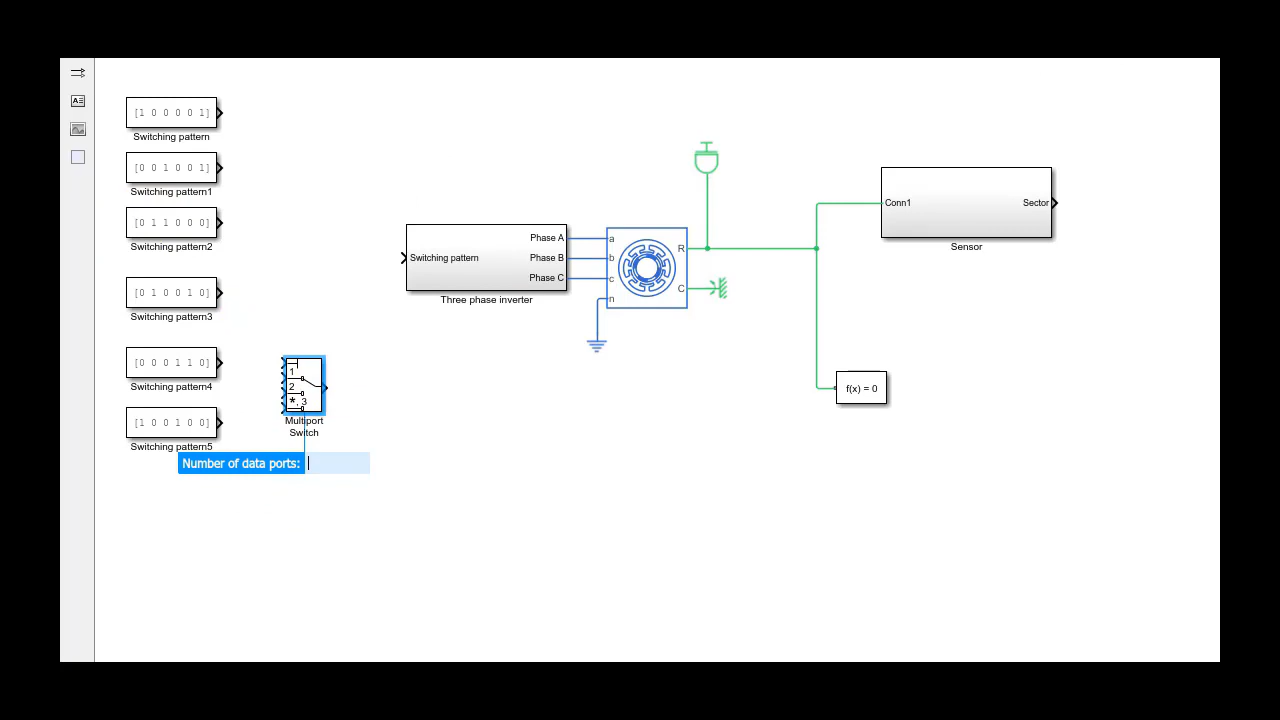 [1 0 0 0 0 1]
Switching pattern
[0 0 1 0 0 1]
Switching pattern1
[0 1 1 0 0 0]
Switching pattern2
[0 1 0 0 1 0]
Switching pattern3
[0 0 0 1 1 0]
Switching pattern4
[1 0 0 1 0 0]
Switching pattern5
1
2
*, 3
Multiport
Switch
Number of data ports:
Switching pattern
Phase A
Phase B
Phase C
Three phase inverter
a
b
c
n
R
C
Conn1
Sector
Sensor
f(x) = 0
A